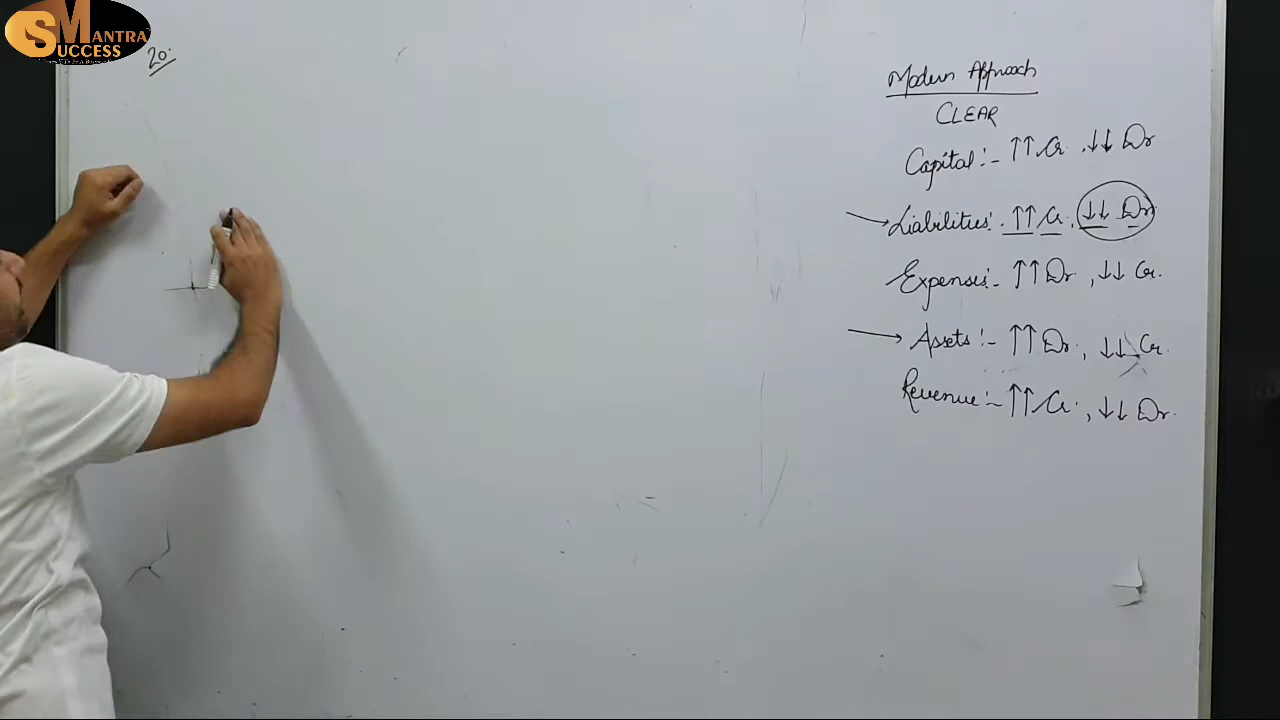 SUCCESS MANTRA
20.
Modern Approach
CLEAR
Capital :- ↑↑ Cr , ↓↓ Dr
Liabilities :- ↑↑ Cr , ↓↓ Dr
Expenses :- ↑↑ Dr , ↓↓ Cr.
Assets :- ↑↑ Dr , ↓↓ Cr.
Revenue :- ↑↑ Cr. , ↓↓ Dr.